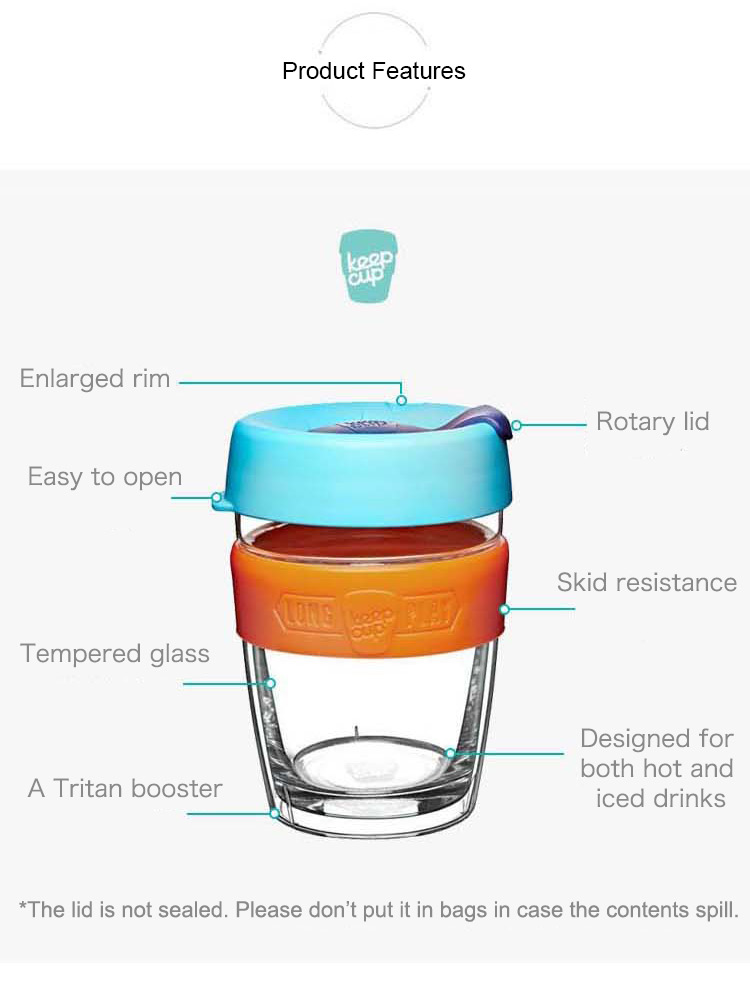 Product Features
keep
cup
Enlarged rim
Rotary lid
Easy to open
Skid resistance
LONG
keep
cup
FLAT
Tempered glass
Designed for
both hot and
iced drinks
A Tritan booster
*The lid is not sealed. Please don’t put it in bags in case the contents spill.